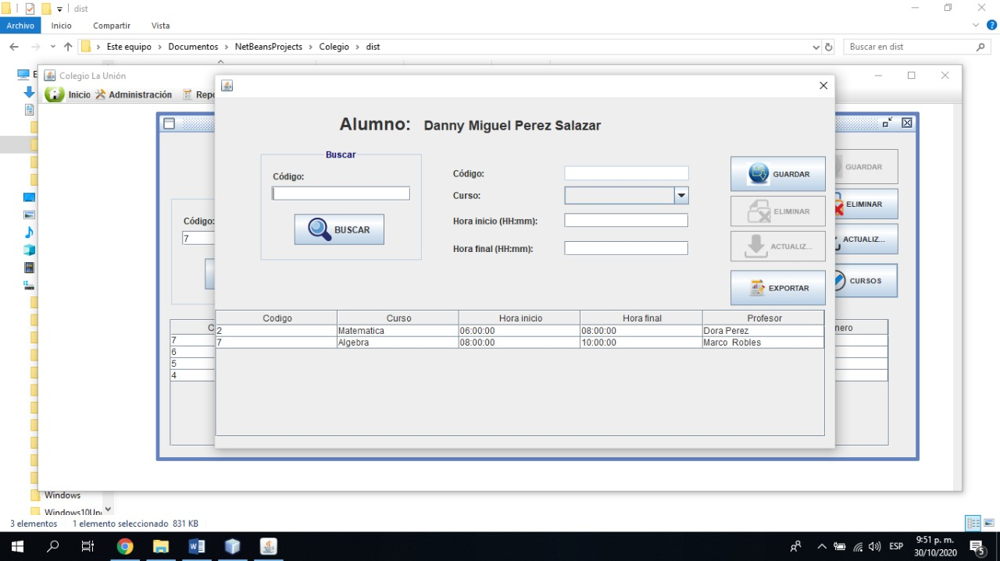 dist
Archivo Inicio Compartir Vista
Este equipo Documentos NetBeansProjects Colegio dist
Buscar en dist
Colegio La Unión
Inicio Administración Repo
Alumno: Danny Miguel Perez Salazar
Buscar
Código:
BUSCAR
Código:
Curso:
Hora inicio (HH:mm):
Hora final (HH:mm):
GUARDAR
ELIMINAR
ACTUALIZ...
EXPORTAR
GUARDAR
ELIMINAR
ACTUALIZ...
CURSOS
Código:
7
Codigo Curso Hora inicio Hora final Profesor
2 Matematica 06:00:00 08:00:00 Dora Perez
7 Algebra 08:00:00 10:00:00 Marco Robles
C
nero
7
6
5
4
Windows
3 elementos 1 elemento seleccionado 831 KB
ESP
9:51 p. m.
30/10/2020
5